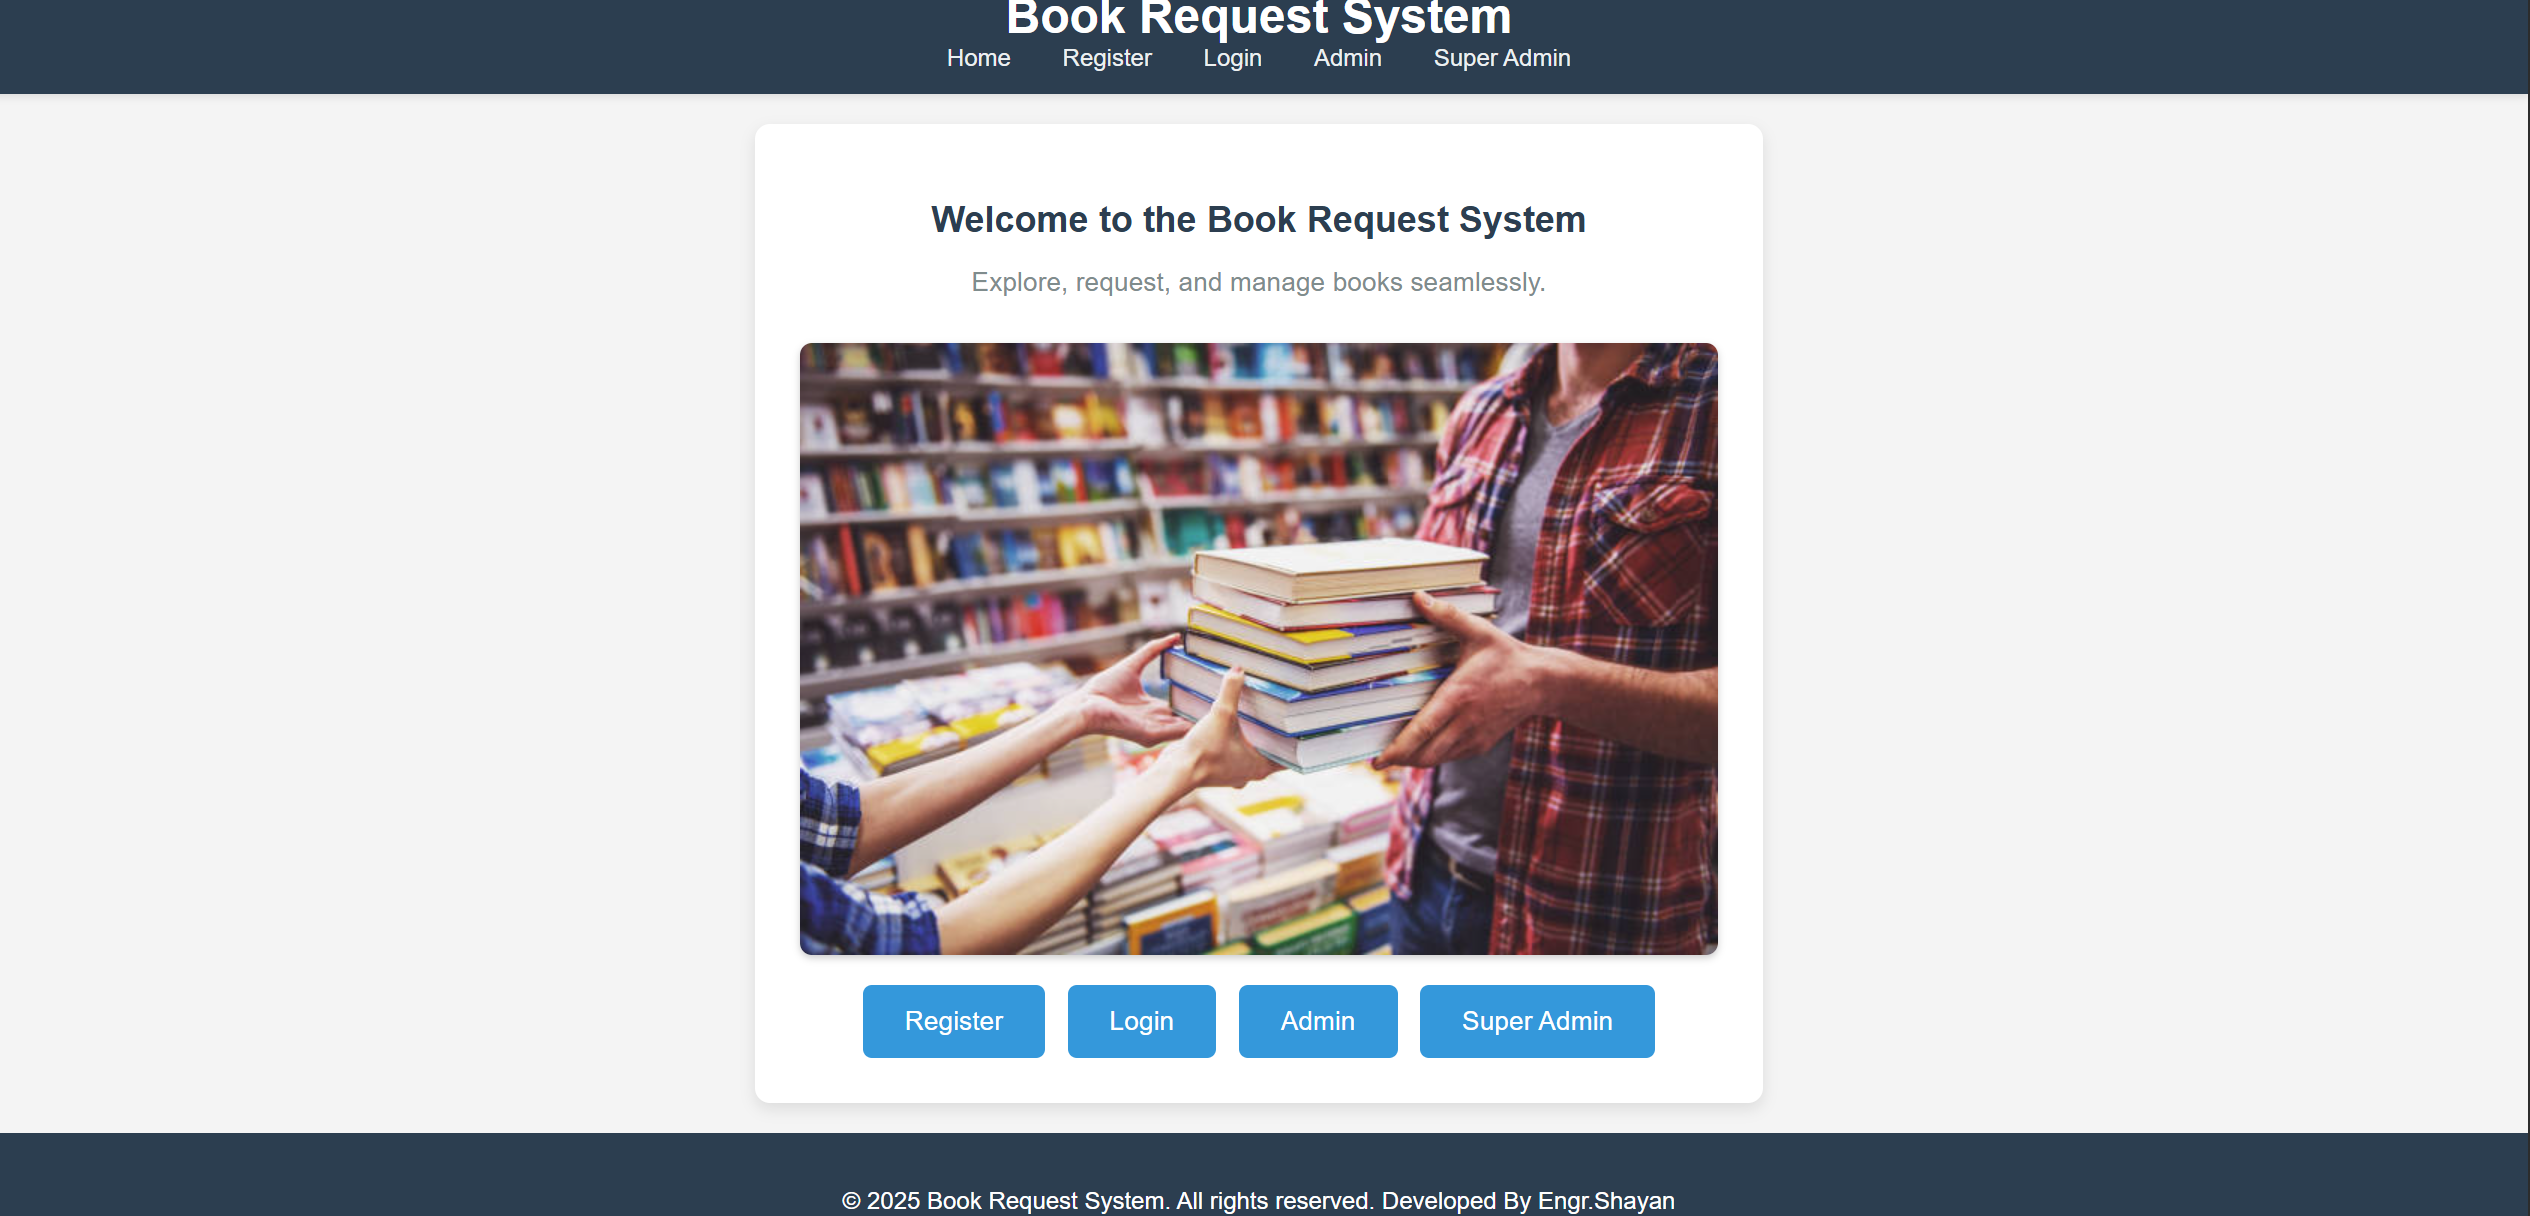 Book Request System
Home Register Login Admin Super Admin
Welcome to the Book Request System
Explore, request, and manage books seamlessly.
Register Login Admin Super Admin
© 2025 Book Request System. All rights reserved. Developed By Engr.Shayan